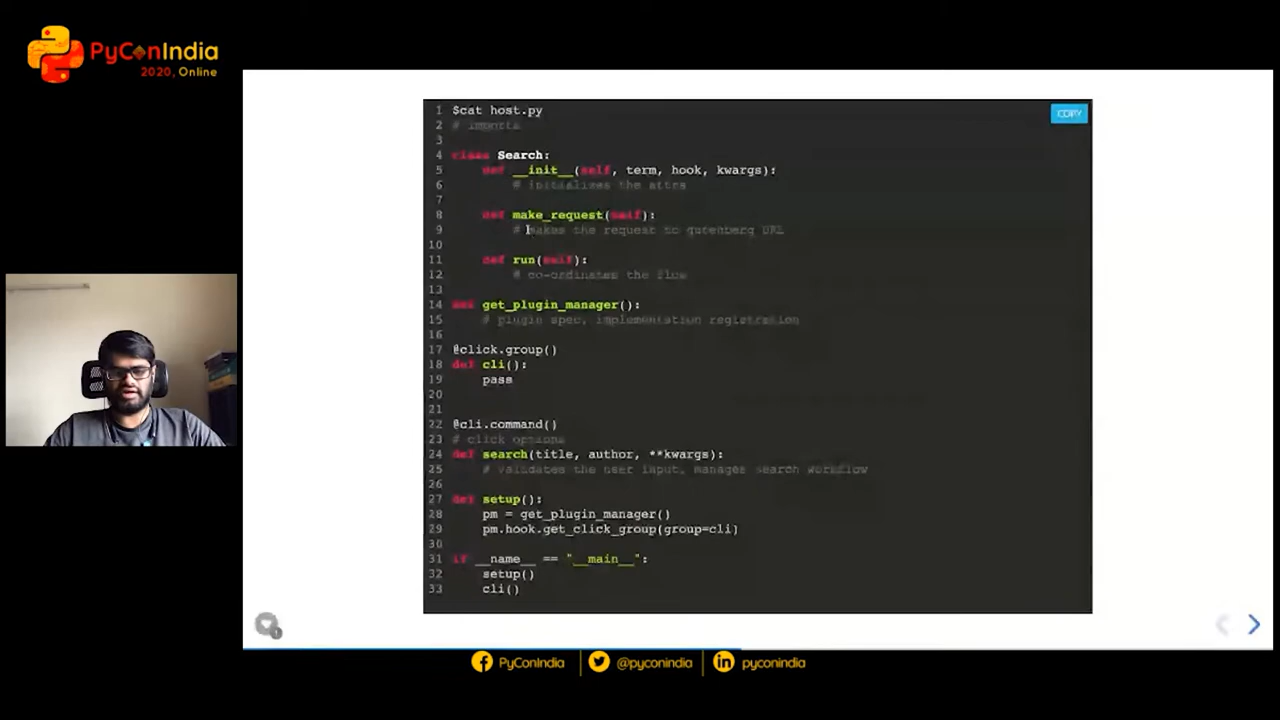 PyConIndia
2020, Online
COPY
1 $cat host.py
2 # imports
3
4 class Search:
5 def __init__(self, term, hook, kwargs):
6 # initialises the attrs
7
8 def make_request(self):
9 # makes the request to gutenberg URL
10
11 def run(self):
12 # co-ordinates the flow
13
14 def get_plugin_manager():
15 # plugin spec, implementation registration
16
17 @click.group()
18 def cli():
19 pass
20
21
22 @cli.command()
23 # click options
24 def search(title, author, **kwargs):
25 # validates the user input, manages search workflow
26
27 def setup():
28 pm = get_plugin_manager()
29 pm.hook.get_click_group(group=cli)
30
31 if __name__ == "__main__":
32 setup()
33 cli()
PyConIndia
@pyconindia
pyconindia